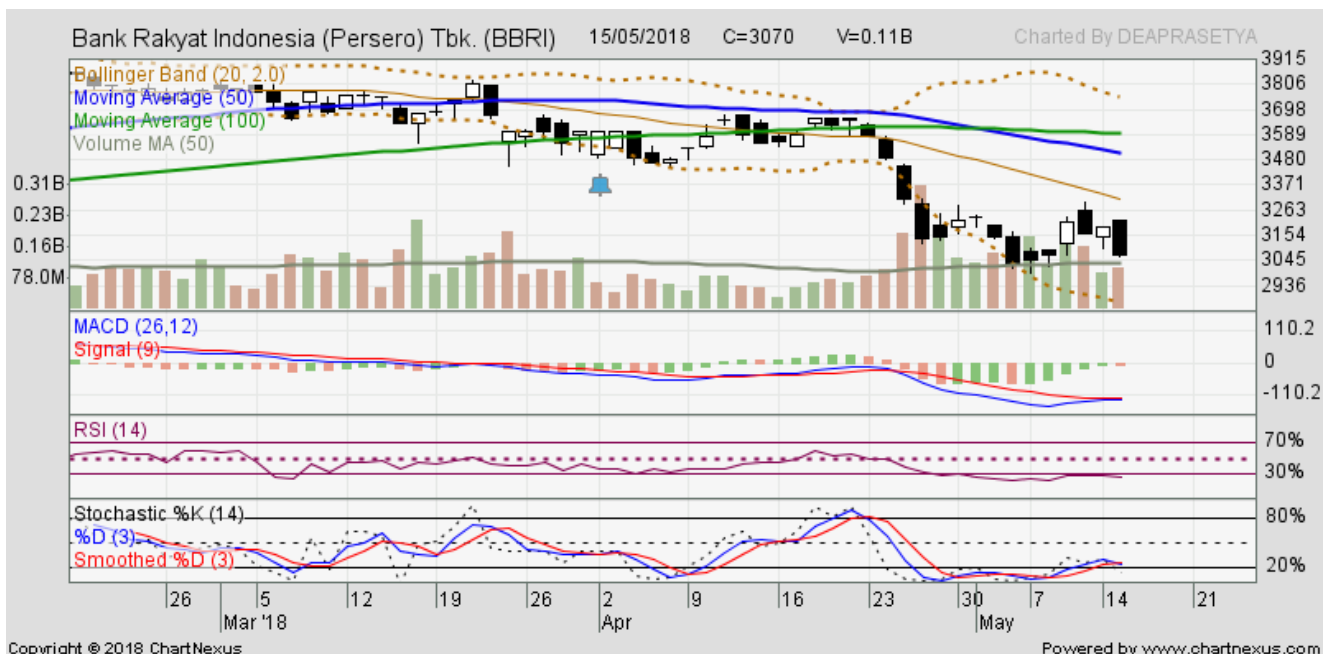 Bank Rakyat Indonesia (Persero) Tbk. (BBRI) 15/05/2018 C=3070 V=0.11B Charted By DEAPRASETYA
Bollinger Band (20, 2.0)
Moving Average (50)
Moving Average (100)
Volume MA (50)
3915
3806
3698
3589
3480
3371
3263
3154
3045
2936
0.31B
0.23B
0.16B
78.0M
MACD (26,12)
Signal (9)
110.2
0
-110.2
RSI (14)
70%
30%
Stochastic %K (14)
%D (3)
Smoothed %D (3)
80%
20%
26 5 12 19 26 2 9 16 23 30 7 14 21
Mar '18 Apr May
Copyright © 2018 ChartNexus Powered by www.chartnexus.com